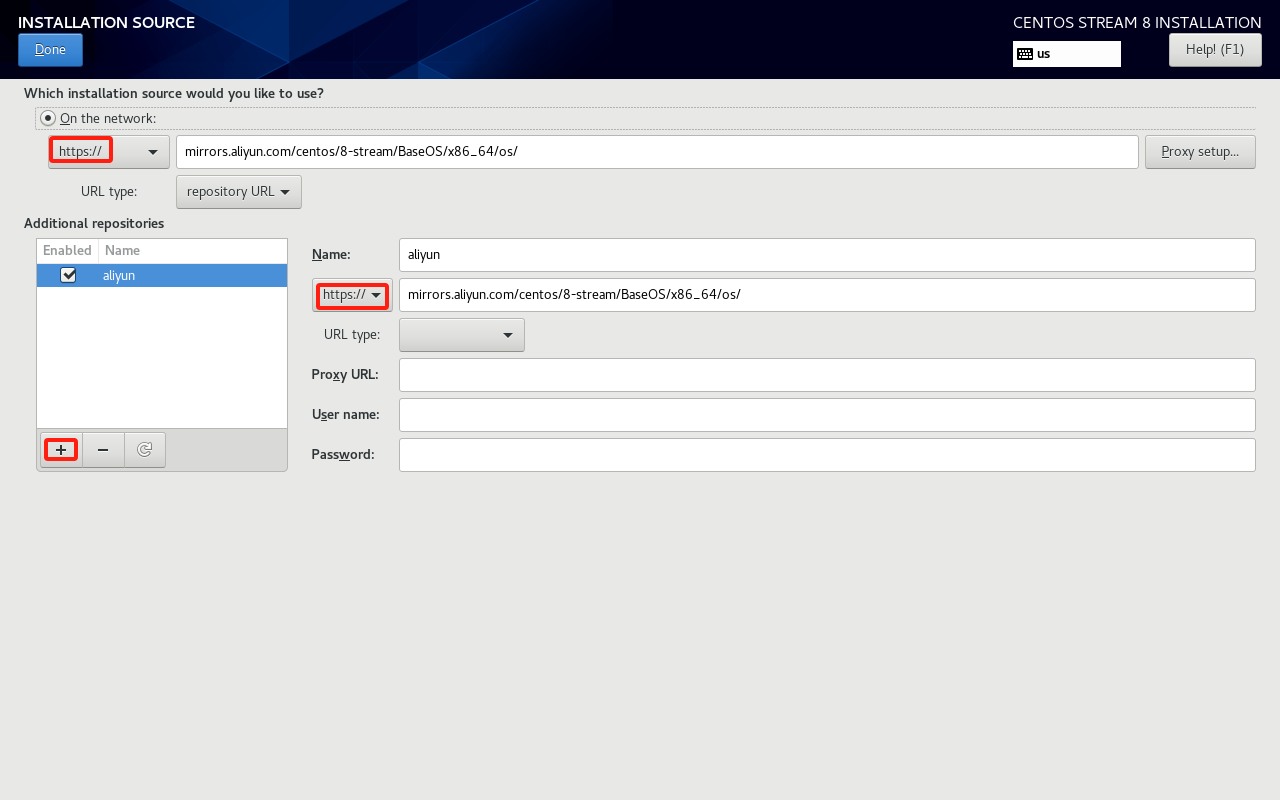 INSTALLATION SOURCE
CENTOS STREAM 8 INSTALLATION
Done
us
Help! (F1)
Which installation source would you like to use?
On the network:
https://
mirrors.aliyun.com/centos/8-stream/BaseOS/x86_64/os/
Proxy setup...
URL type:
repository URL
Additional repositories
Enabled Name
aliyun
Name:
aliyun
https://
mirrors.aliyun.com/centos/8-stream/BaseOS/x86_64/os/
URL type:
Proxy URL:
User name:
Password: